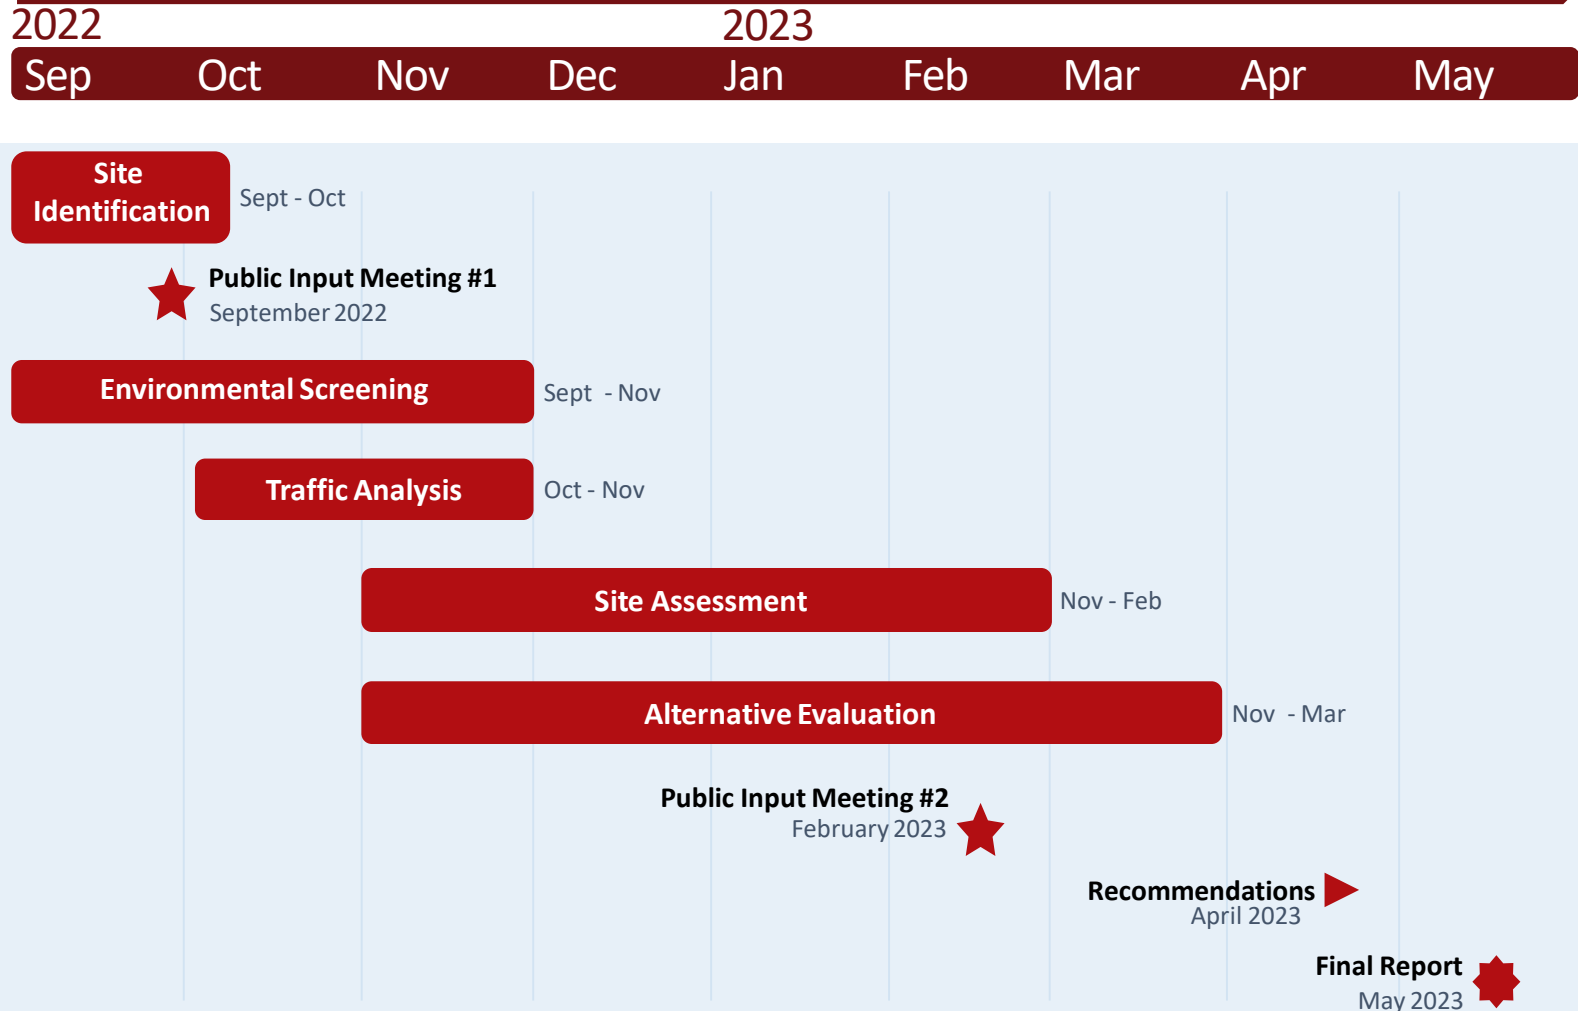 2022 2023
Sep Oct Nov Dec Jan Feb Mar Apr May
Site
Identification
Sept - Oct
Public Input Meeting #1
September 2022
Environmental Screening
Sept - Nov
Traffic Analysis
Oct - Nov
Site Assessment
Nov - Feb
Alternative Evaluation
Nov - Mar
Public Input Meeting #2
February 2023
Recommendations
April 2023
Final Report
May 2023